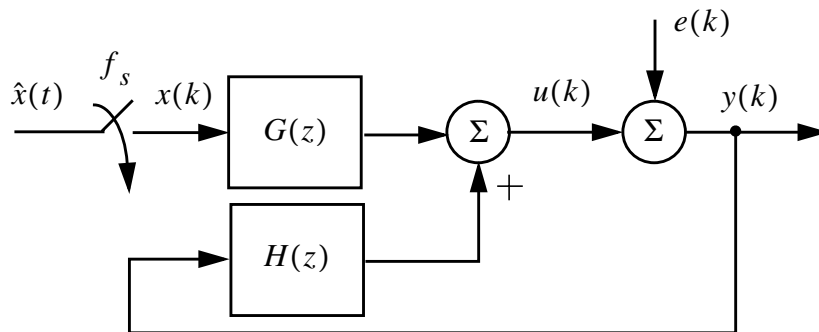 e(k)
f_s
x̂(t)
x(k)
G(z)
Σ
u(k)
Σ
y(k)
+
H(z)